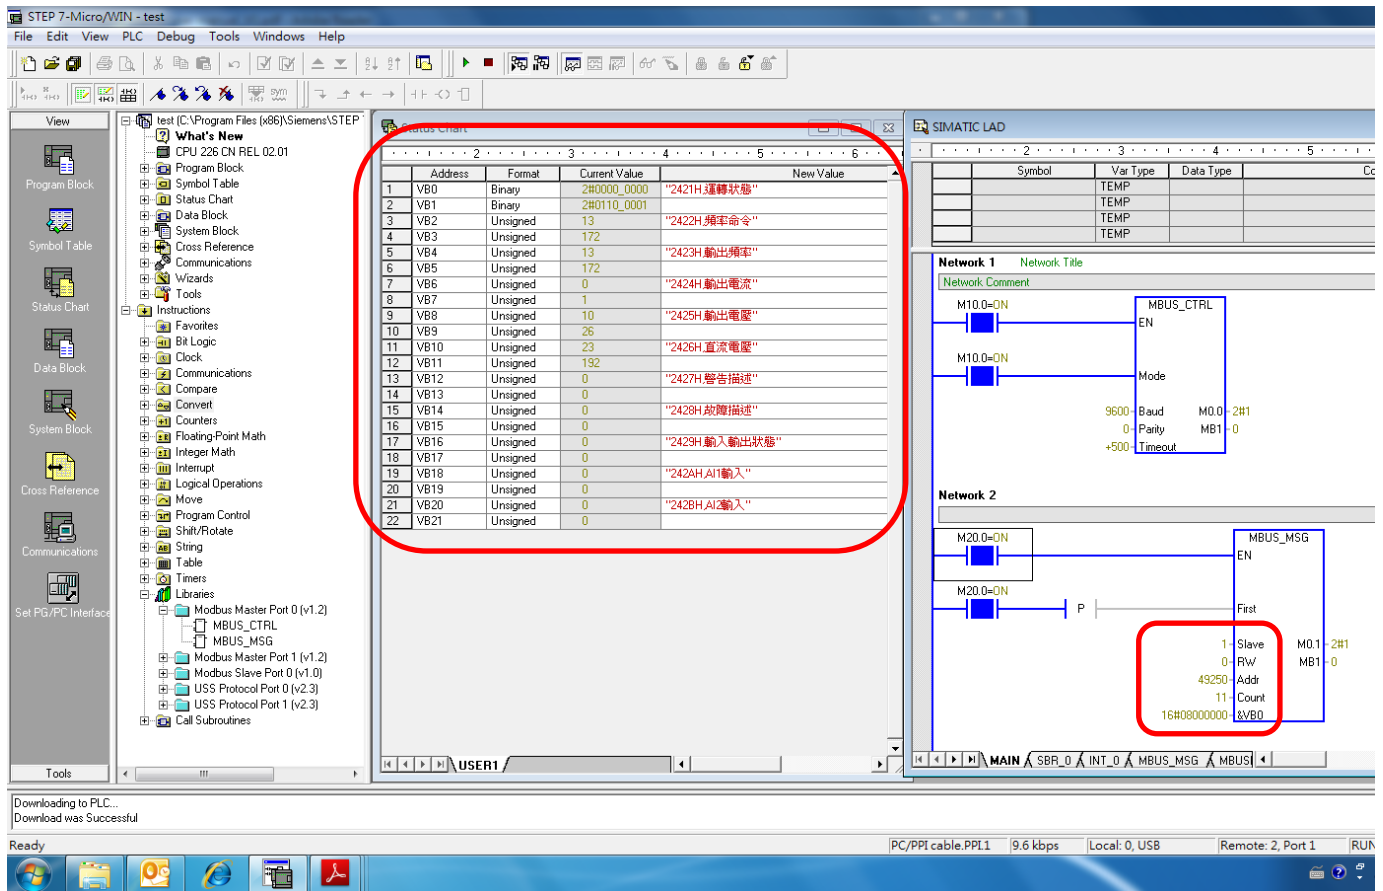 STEP 7-Micro/WIN - test
File Edit View PLC Debug Tools Windows Help
View
Program Block
Symbol Table
Status Chart
Data Block
System Block
Cross Reference
Communications
Set PG/PC Interface
Tools
test (C:\Program Files (x86)\Siemens\STEP
What's New
CPU 226 CN REL 02.01
Program Block
Symbol Table
Status Chart
Data Block
System Block
Cross Reference
Communications
Wizards
Tools
Instructions
Favorites
Bit Logic
Clock
Communications
Compare
Convert
Counters
Floating-Point Math
Integer Math
Interrupt
Logical Operations
Move
Program Control
Shift/Rotate
String
Table
Timers
Libraries
Modbus Master Port 0 (v1.2)
MBUS_CTRL
MBUS_MSG
Modbus Master Port 1 (v1.2)
Modbus Slave Port 0 (v1.0)
USS Protocol Port 0 (v2.3)
USS Protocol Port 1 (v2.3)
Call Subroutines
Status Chart
2 3 4 5 6
Address Format Current Value New Value
1 VB0 Binary 2#0000_0000 "2421H,運轉狀態"
2 VB1 Binary 2#0110_0001
3 VB2 Unsigned 13 "2422H,頻率命令"
4 VB3 Unsigned 172
5 VB4 Unsigned 13 "2423H,輸出頻率"
6 VB5 Unsigned 172
7 VB6 Unsigned 0 "2424H,輸出電流"
8 VB7 Unsigned 1
9 VB8 Unsigned 10 "2425H,輸出電壓"
10 VB9 Unsigned 26
11 VB10 Unsigned 23 "2426H,直流電壓"
12 VB11 Unsigned 192
13 VB12 Unsigned 0 "2427H,警告描述"
14 VB13 Unsigned 0
15 VB14 Unsigned 0 "2428H,故障描述"
16 VB15 Unsigned 0
17 VB16 Unsigned 0 "2429H,輸入輸出狀態"
18 VB17 Unsigned 0
19 VB18 Unsigned 0 "242AH,AI1輸入"
20 VB19 Unsigned 0
21 VB20 Unsigned 0 "242BH,AI2輸入"
22 VB21 Unsigned 0
USER1
SIMATIC LAD
2 3 4 5
Symbol Var Type Data Type Co
TEMP
TEMP
TEMP
TEMP
Network 1 Network Title
Network Comment
M10.0=ON MBUS_CTRL
EN
M10.0=ON
Mode
9600 Baud M0.0 2#1
0 Parity MB1 0
+500 Timeout
Network 2
M20.0=ON MBUS_MSG
EN
M20.0=ON
P First
1 Slave M0.1 2#1
0 RW MB1 0
49250 Addr
11 Count
16#08000000 &VB0
MAIN SBR_0 INT_0 MBUS_MSG MBUS
Downloading to PLC...
Download was Successful
Ready PC/PPI cable.PPI.1 9.6 kbps Local: 0, USB Remote: 2, Port 1 RUN